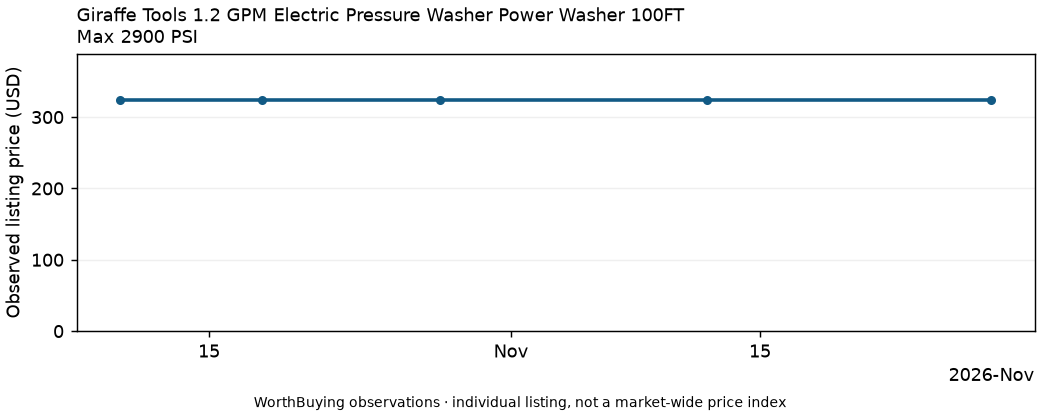 Giraffe Tools 1.2 GPM Electric Pressure Washer Power Washer 100FT
Max 2900 PSI
Observed listing price (USD)
300
200
100
0
15
Nov
15
2026-Nov
WorthBuying observations · individual listing, not a market-wide price index